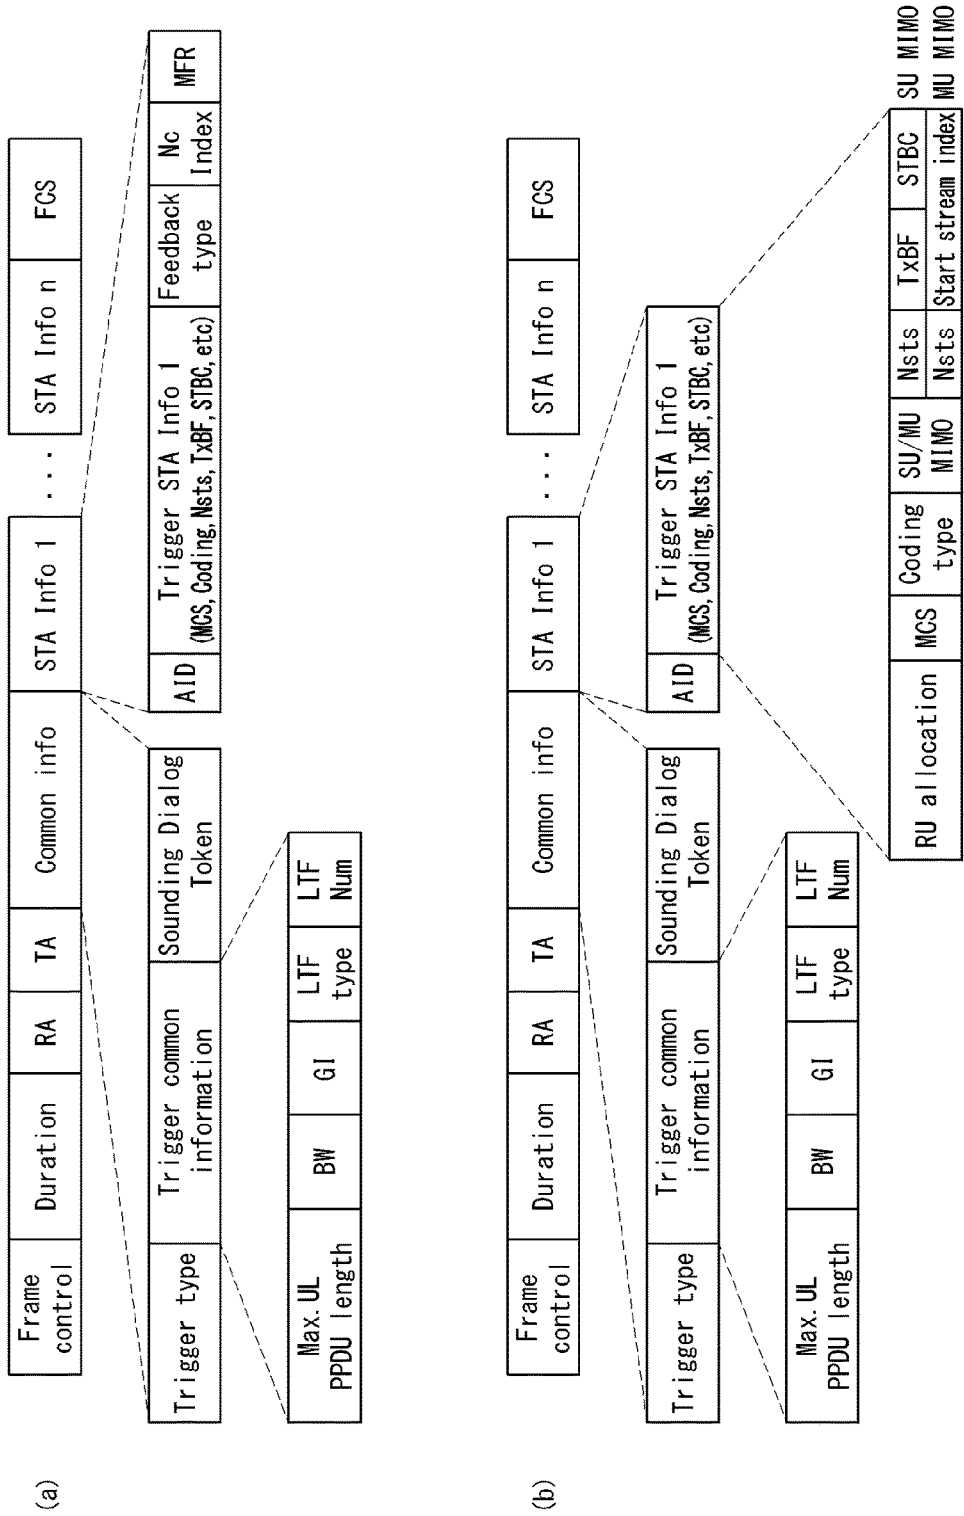 (a)
Frame
control
Duration
RA
TA
Common info
STA Info 1
...
STA Info n
FCS
Trigger type
Trigger common
information
Sounding Dialog
Token
AID
Trigger STA Info 1
(MCS, Coding, Nsts, TxBF, STBC, etc)
Feedback
type
Nc
Index
MFR
Max. UL
PPDU length
BW
GI
LTF
type
LTF
Num
(b)
Frame
control
Duration
RA
TA
Common info
STA Info 1
...
STA Info n
FCS
Trigger type
Trigger common
information
Sounding Dialog
Token
AID
Trigger STA Info 1
(MCS, Coding, Nsts, TxBF, STBC, etc)
Max. UL
PPDU length
BW
GI
LTF
type
LTF
Num
RU allocation
MCS
Coding
type
SU/MU
MIMO
Nsts
TxBF
STBC
SU MIMO
Nsts
Start stream index
MU MIMO